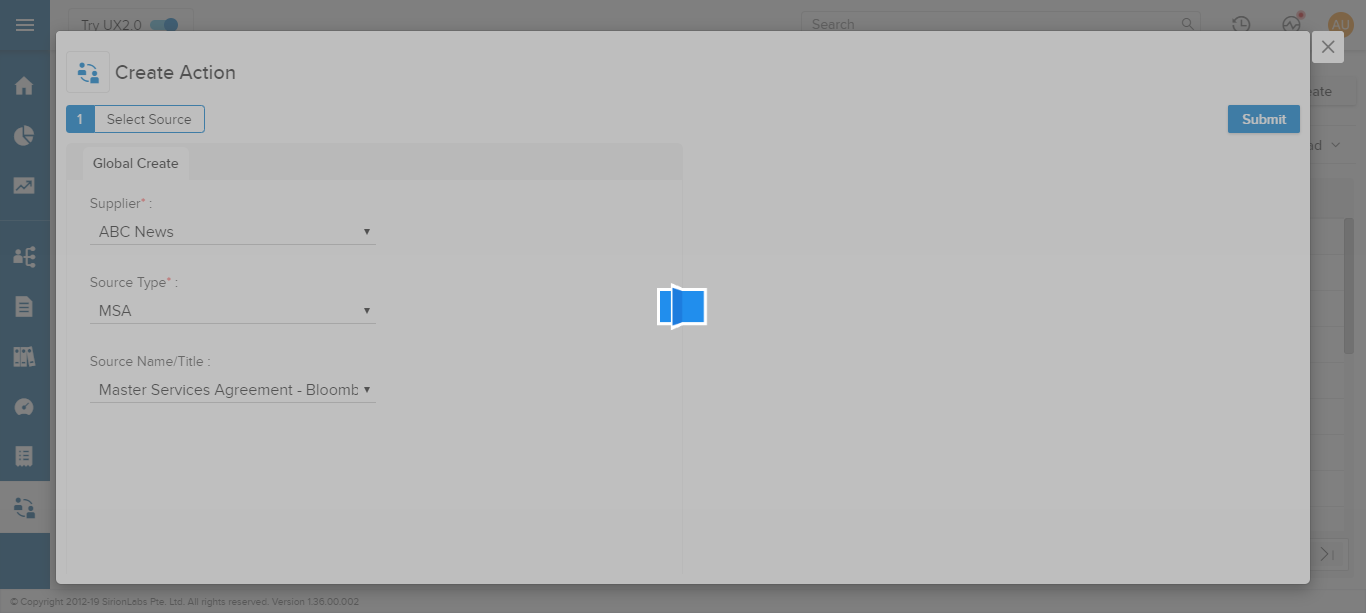 Try UX2.0
Search
AU
Create Action
1 Select Source
Submit
Global Create
Supplier* :
ABC News
Source Type* :
MSA
Source Name/Title :
Master Services Agreement - Bloomb
eate
ad
© Copyright 2012-19 SirionLabs Pte. Ltd. All rights reserved. Version 1.36.00.002